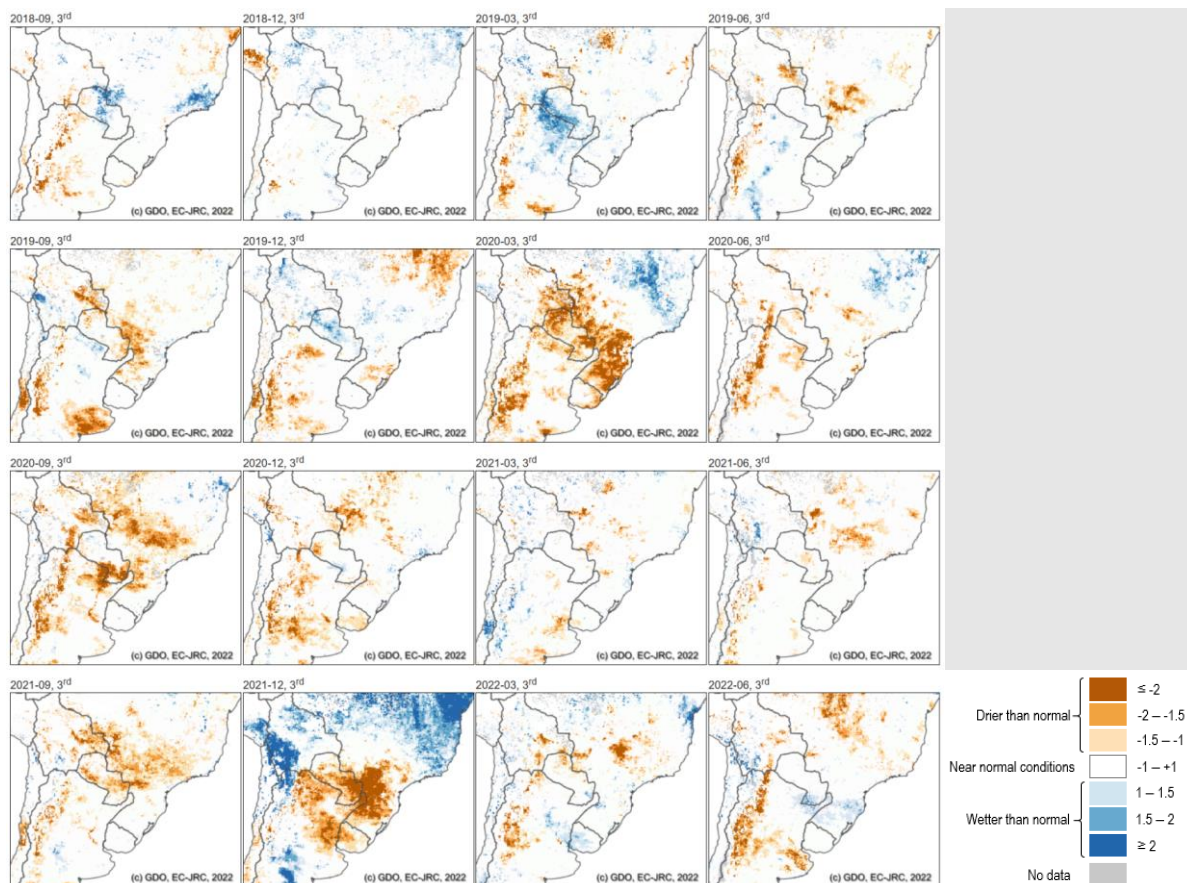 2018-09, 3rd
2018-12, 3rd
2019-03, 3rd
2019-06, 3rd
(c) GDO, EC-JRC, 2022
(c) GDO, EC-JRC, 2022
(c) GDO, EC-JRC, 2022
(c) GDO, EC-JRC, 2022
2019-09, 3rd
2019-12, 3rd
2020-03, 3rd
2020-06, 3rd
(c) GDO, EC-JRC, 2022
(c) GDO, EC-JRC, 2022
(c) GDO, EC-JRC, 2022
(c) GDO, EC-JRC, 2022
2020-09, 3rd
2020-12, 3rd
2021-03, 3rd
2021-06, 3rd
(c) GDO, EC-JRC, 2022
(c) GDO, EC-JRC, 2022
(c) GDO, EC-JRC, 2022
(c) GDO, EC-JRC, 2022
2021-09, 3rd
2021-12, 3rd
2022-03, 3rd
2022-06, 3rd
(c) GDO, EC-JRC, 2022
(c) GDO, EC-JRC, 2022
(c) GDO, EC-JRC, 2022
(c) GDO, EC-JRC, 2022
≤ -2
Drier than normal
-2 – -1.5
-1.5 – -1
Near normal conditions
-1 – +1
1 – 1.5
Wetter than normal
1.5 – 2
≥ 2
No data